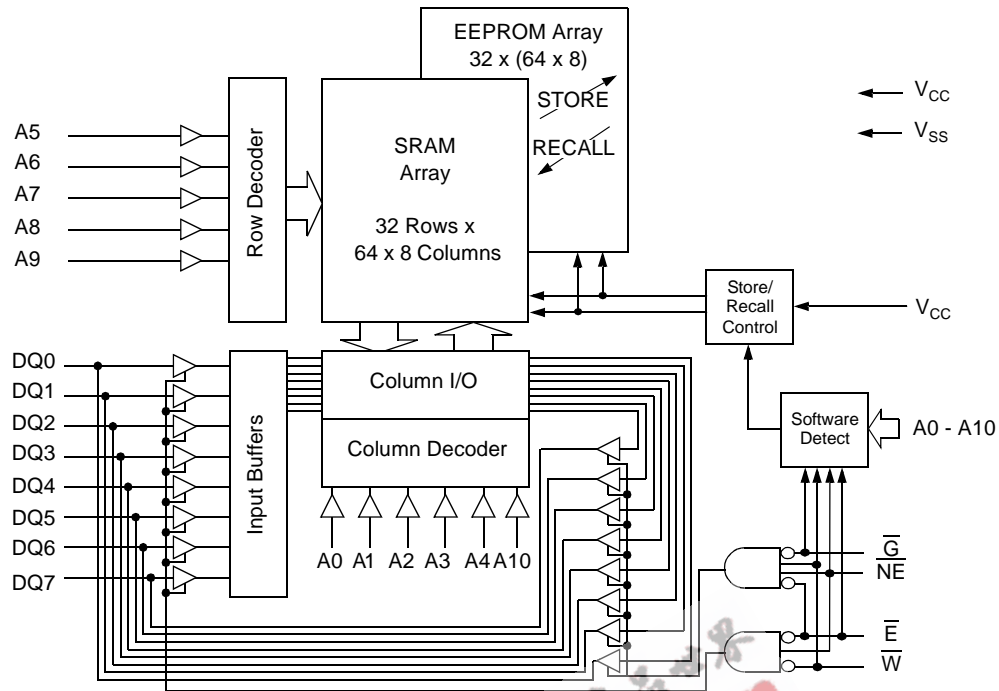 EEPROM Array
32 x (64 x 8)
STORE
RECALL
SRAM
Array
32 Rows x
64 x 8 Columns
VCC
VSS
A5
A6
A7
A8
A9
Row Decoder
Store/
Recall
Control
VCC
DQ0
DQ1
DQ2
DQ3
DQ4
DQ5
DQ6
DQ7
Input Buffers
Column I/O
Column Decoder
A0 A1 A2 A3 A4 A10
Software
Detect
A0 - A10
G
NE
E
W